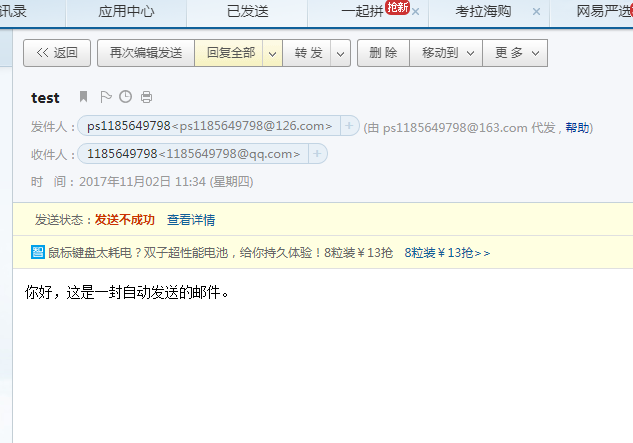 讯录 应用中心 已发送 一起拼 抢新 × 考拉海购 × 网易严选
<< 返回 再次编辑发送 回复全部 转 发 删 除 移动到 更 多
test
发件人：ps1185649798<ps1185649798@126.com> + (由 ps1185649798@163.com 代发 , 帮助)
收件人：1185649798<1185649798@qq.com> +
时 间：2017年11月02日 11:34 (星期四)
发送状态：发送不成功 查看详情
智 鼠标键盘太耗电？双子超性能电池，给你持久体验！8粒装￥13抢 8粒装￥13抢>>
你好，这是一封自动发送的邮件。